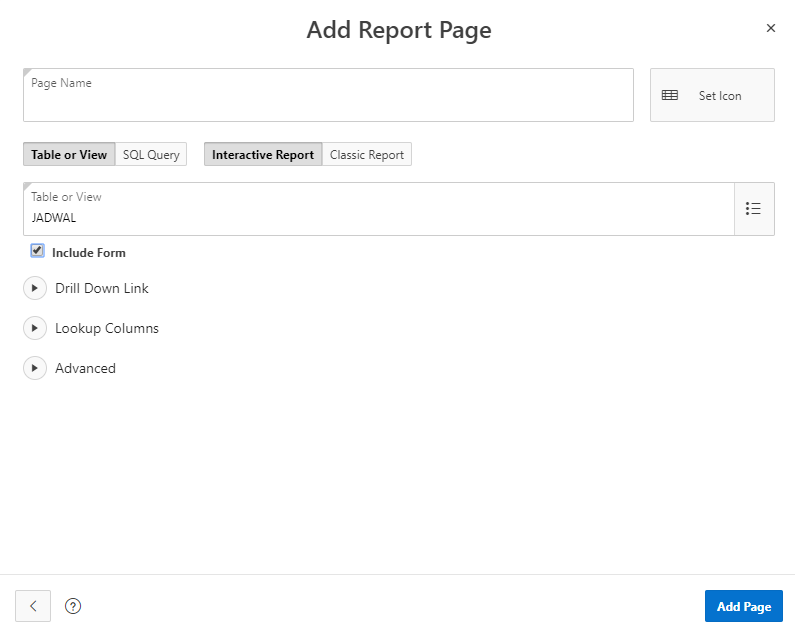 Add Report Page
Page Name
Set Icon
Table or View SQL Query Interactive Report Classic Report
Table or View
JADWAL
Include Form
Drill Down Link
Lookup Columns
Advanced
Add Page